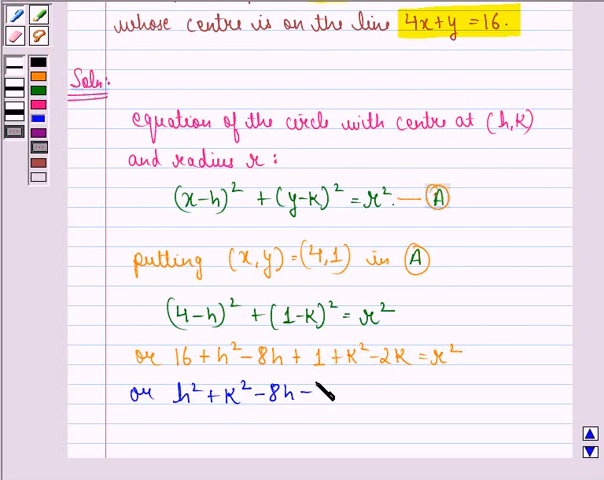 whose centre is on the line 4x+y=16.
Soln:
equation of the circle with centre at (h,k)
and radius r:
(x-h)² + (y-k)² = r². — A
putting (x,y)=(4,1) in A
(4-h)² + (1-k)² = r²
or 16 + h² - 8h + 1 + k² - 2k = r²
or h² + k² - 8h -